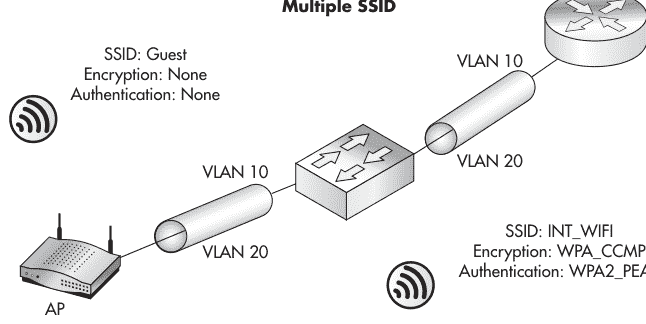 Multiple SSID
SSID: Guest
Encryption: None
Authentication: None
VLAN 10
VLAN 20
VLAN 10
VLAN 20
AP
SSID: INT_WIFI
Encryption: WPA_CCMP
Authentication: WPA2_PEA